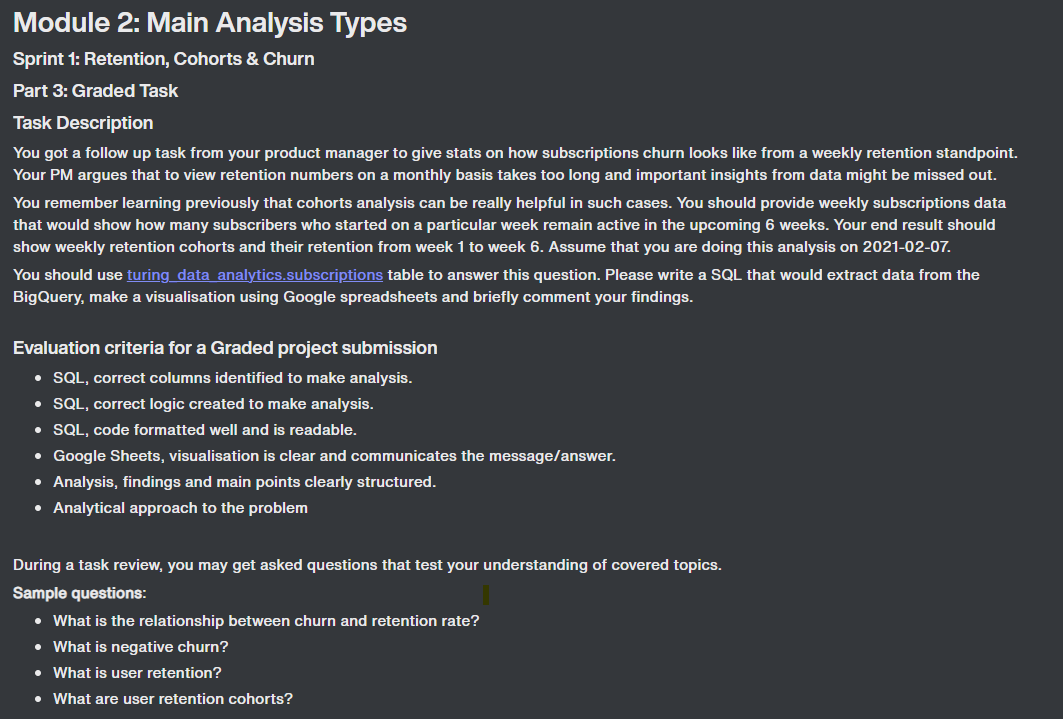 Module 2: Main Analysis Types
Sprint 1: Retention, Cohorts & Churn
Part 3: Graded Task
Task Description
You got a follow up task from your product manager to give stats on how subscriptions churn looks like from a weekly retention standpoint.
Your PM argues that to view retention numbers on a monthly basis takes too long and important insights from data might be missed out.
You remember learning previously that cohorts analysis can be really helpful in such cases. You should provide weekly subscriptions data
that would show how many subscribers who started on a particular week remain active in the upcoming 6 weeks. Your end result should
show weekly retention cohorts and their retention from week 1 to week 6. Assume that you are doing this analysis on 2021-02-07.
You should use turing_data_analytics.subscriptions table to answer this question. Please write a SQL that would extract data from the
BigQuery, make a visualisation using Google spreadsheets and briefly comment your findings.
Evaluation criteria for a Graded project submission
• SQL, correct columns identified to make analysis.
• SQL, correct logic created to make analysis.
• SQL, code formatted well and is readable.
• Google Sheets, visualisation is clear and communicates the message/answer.
• Analysis, findings and main points clearly structured.
• Analytical approach to the problem
During a task review, you may get asked questions that test your understanding of covered topics.
Sample questions:
• What is the relationship between churn and retention rate?
• What is negative churn?
• What is user retention?
• What are user retention cohorts?